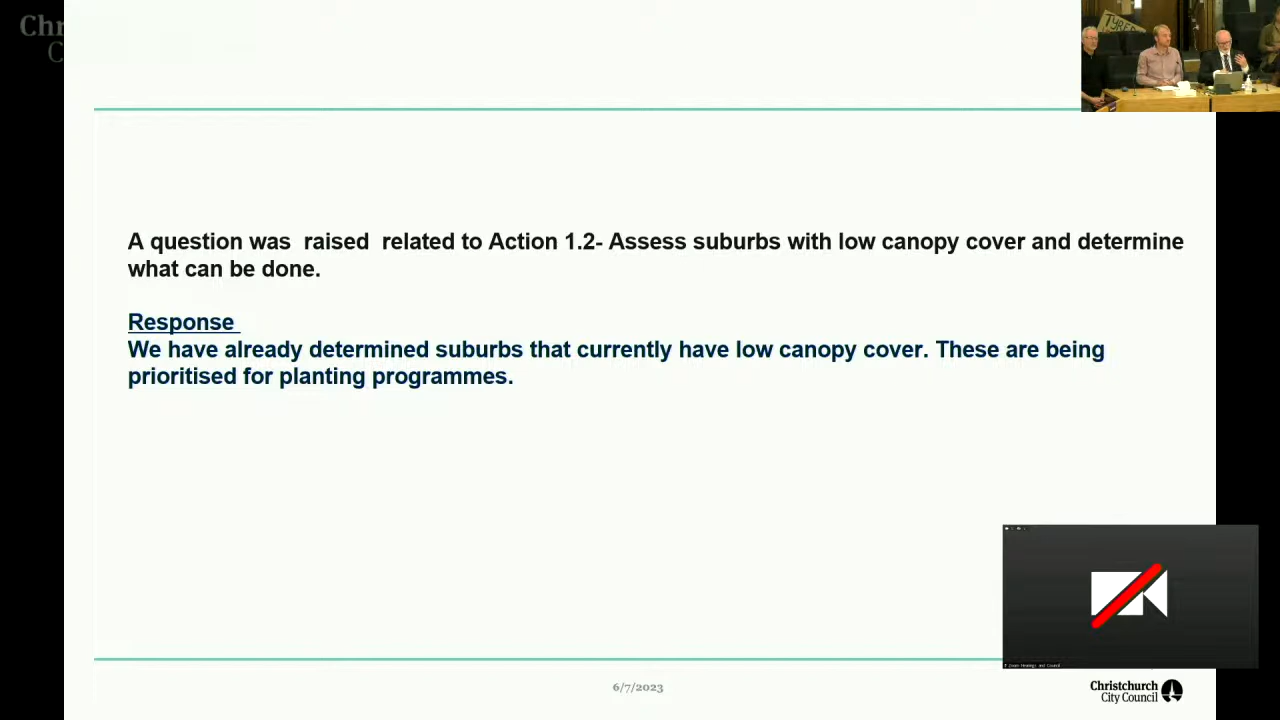 Chr
C
TYRE
A question was  raised  related to Action 1.2- Assess suburbs with low canopy cover and determine
what can be done.
Response
We have already determined suburbs that currently have low canopy cover. These are being
prioritised for planting programmes.
6/7/2023
Christchurch
City Council